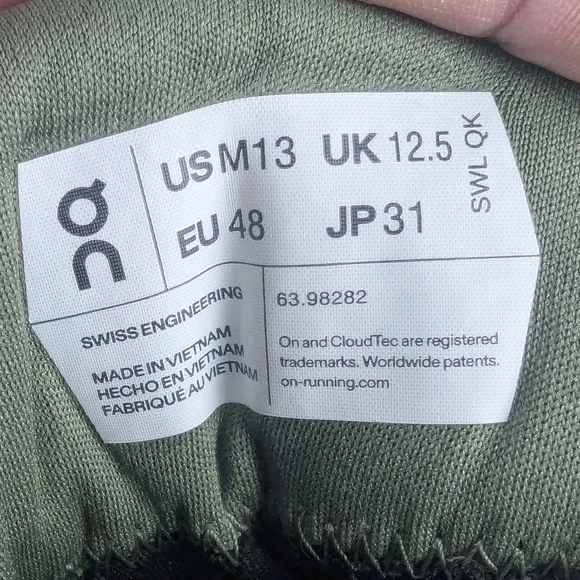 US M13 UK 12.5
EU 48 JP 31
SWL QK
ON
SWISS ENGINEERING
MADE IN VIETNAM
HECHO EN VIETNAM
FABRIQUÉ AU VIETNAM
63.98282
On and CloudTec are registered
trademarks. Worldwide patents.
on-running.com